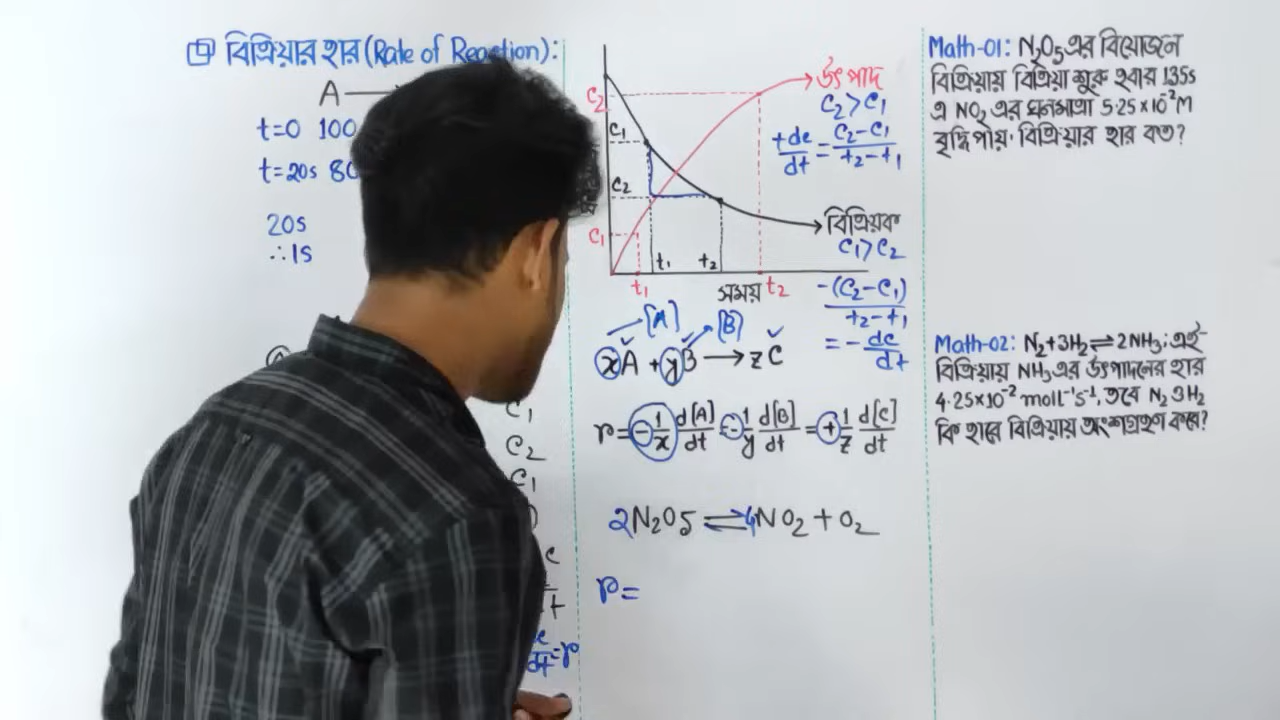 বিক্রিয়ার হার (Rate of Reaction):
A
t=0 100
t=20s 80
20s
∴1s
C₁
C₂
C₁
C₂
C₁
t₁ t₂
t₁ সময় t₂
উৎপাদ
C₂>C₁
+dc/dt = C₂-C₁/t₂-t₁
বিক্রিয়ক
C₁>C₂
-(C₂-C₁)/t₂-t₁
= -dc/dt
[A] [B]
xA + yB ⟶ zC
r = -1/x d[A]/dt = -1/y d[B]/dt = +1/z d[C]/dt
2N₂O₅ ⇌ 4NO₂ + O₂
r =
C₂
C₁
=r
Math-01: N₂O₅ এর বিয়োজন
বিক্রিয়ায় বিক্রিয়া শুরু হবার 135s
এ NO₂ এর ঘনমাত্রা 5.25×10⁻²M
বৃদ্ধি পায়। বিক্রিয়ার হার কত?
Math-02: N₂+3H₂⇌2NH₃; এই
বিক্রিয়ায় NH₃ এর উৎপাদনের হার
4.25×10⁻² moll⁻¹s⁻¹, তবে N₂ ও H₂
কি হারে বিক্রিয়ায় অংশগ্রহণ করে?